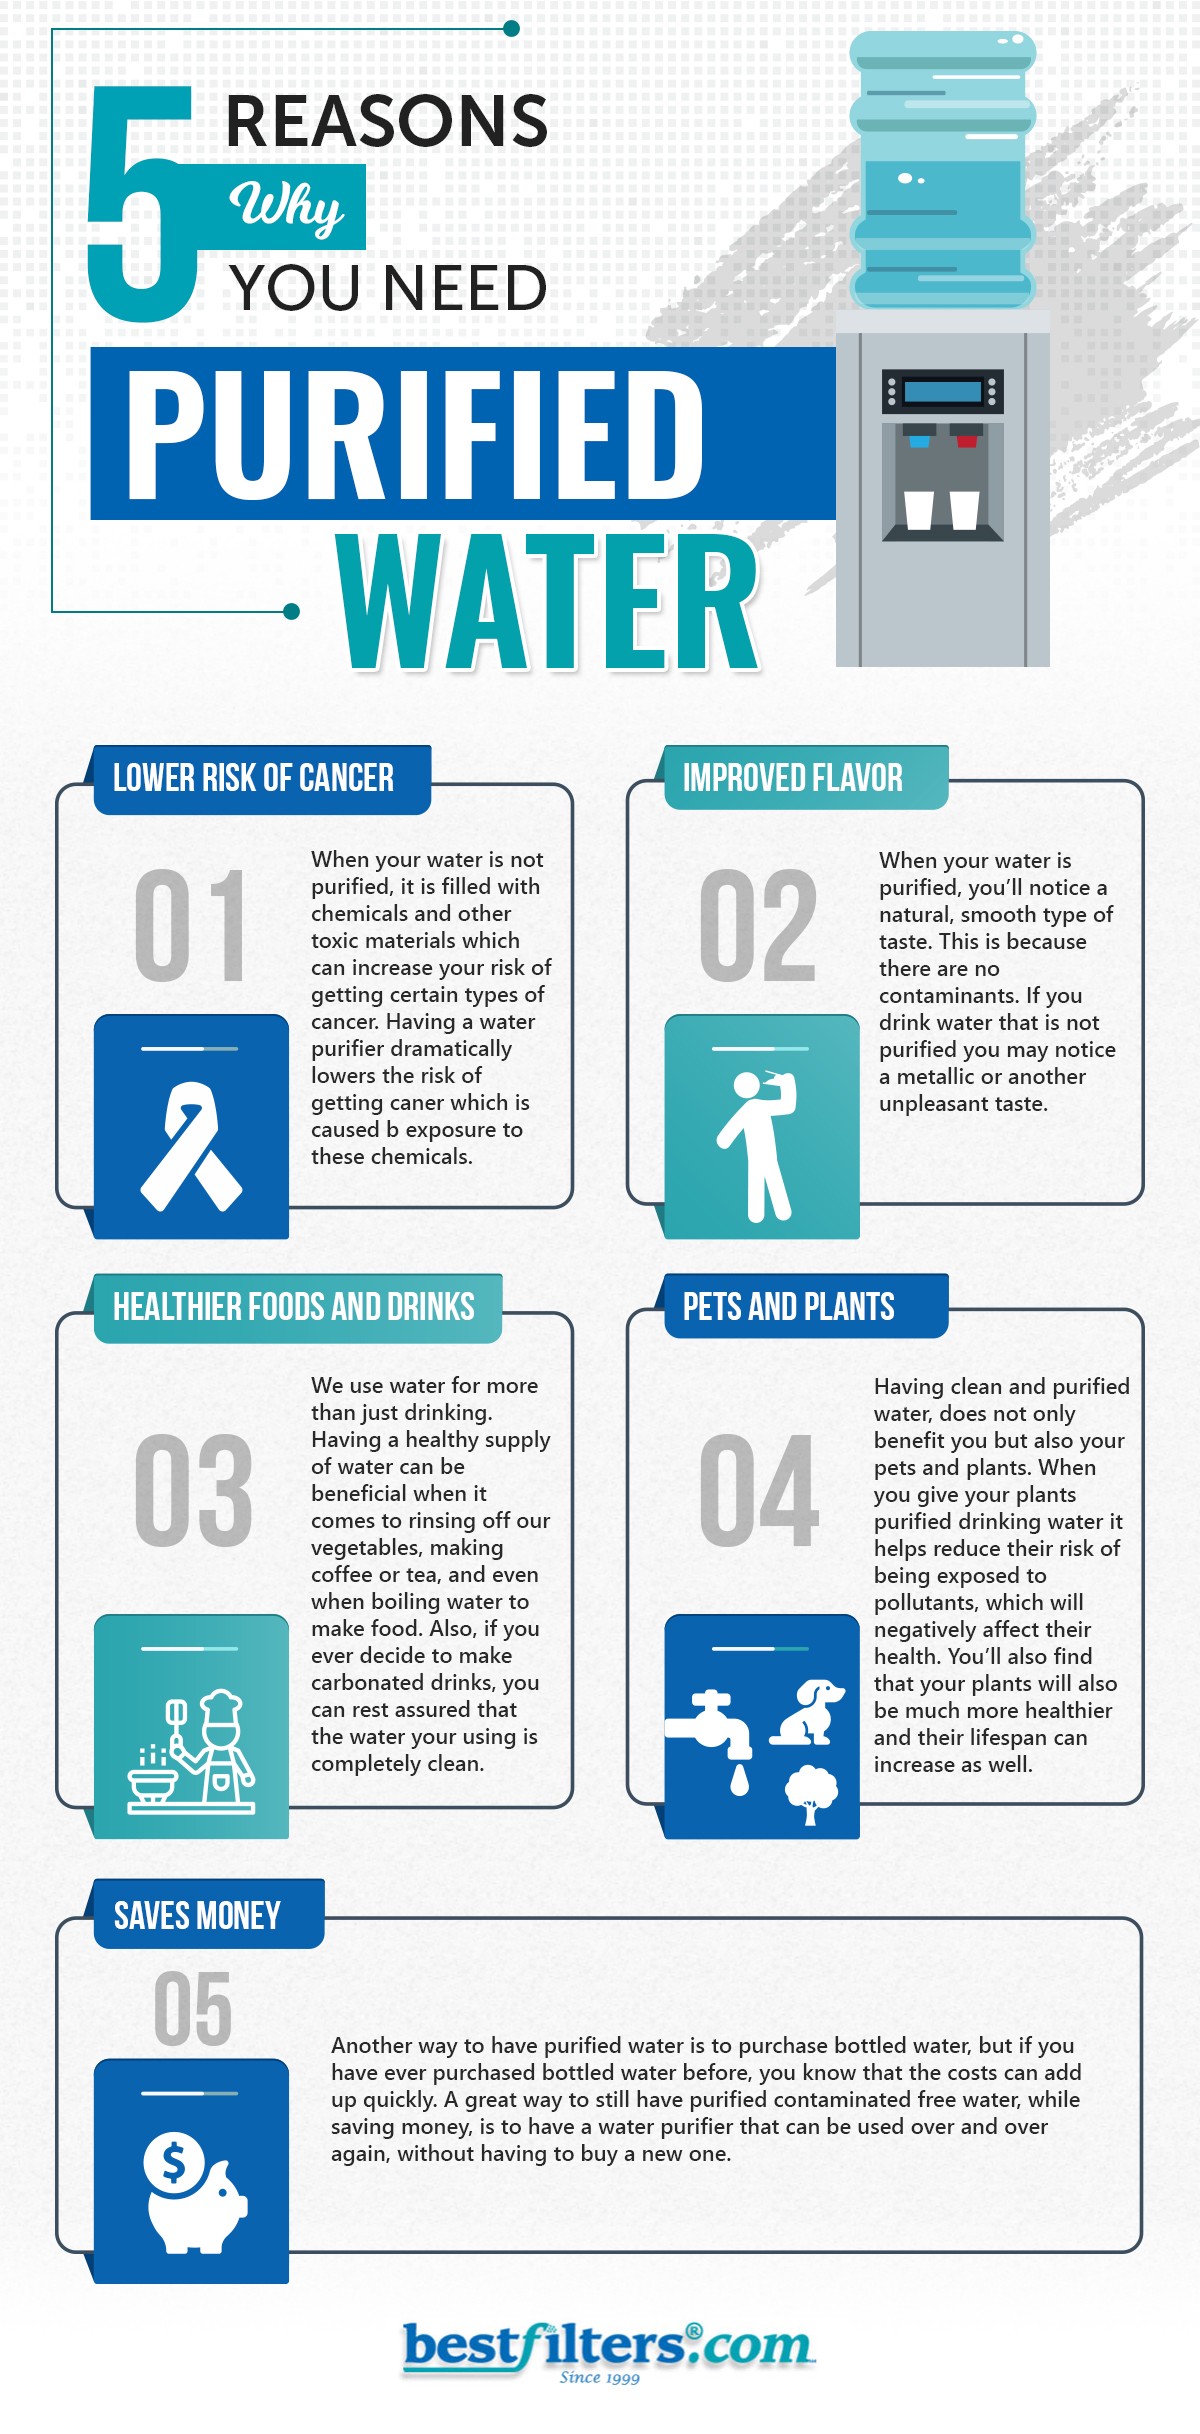 5 REASONS
Why
YOU NEED
PURIFIED
WATER
LOWER RISK OF CANCER
01
When your water is not
purified, it is filled with
chemicals and other
toxic materials which
can increase your risk of
getting certain types of
cancer. Having a water
purifier dramatically
lowers the risk of
getting caner which is
caused b exposure to
these chemicals.
IMPROVED FLAVOR
02
When your water is
purified, you’ll notice a
natural, smooth type of
taste. This is because
there are no
contaminants. If you
drink water that is not
purified you may notice
a metallic or another
unpleasant taste.
HEALTHIER FOODS AND DRINKS
03
We use water for more
than just drinking.
Having a healthy supply
of water can be
beneficial when it
comes to rinsing off our
vegetables, making
coffee or tea, and even
when boiling water to
make food. Also, if you
ever decide to make
carbonated drinks, you
can rest assured that
the water your using is
completely clean.
PETS AND PLANTS
04
Having clean and purified
water, does not only
benefit you but also your
pets and plants. When
you give your plants
purified drinking water it
helps reduce their risk of
being exposed to
pollutants, which will
negatively affect their
health. You’ll also find
that your plants will also
be much more healthier
and their lifespan can
increase as well.
SAVES MONEY
05
$
Another way to have purified water is to purchase bottled water, but if you
have ever purchased bottled water before, you know that the costs can add
up quickly. A great way to still have purified contaminated free water, while
saving money, is to have a water purifier that can be used over and over
again, without having to buy a new one.
bestfilters®.com
Since 1999